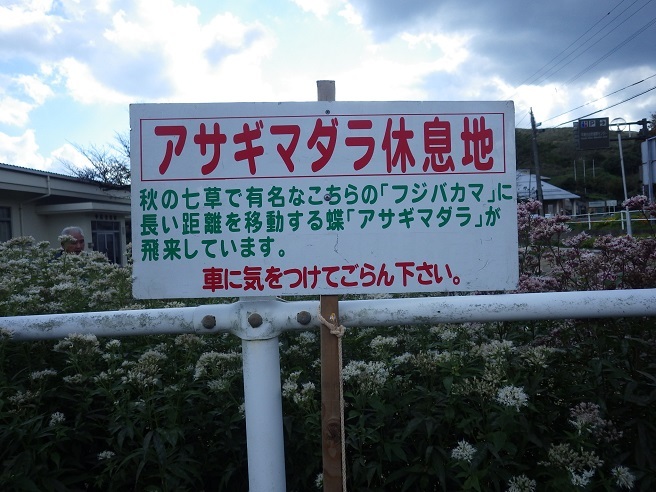 アサギマダラ休息地
秋の七草で有名なこちらの「フジバカマ」に
長い距離を移動する蝶「アサギマダラ」が
飛来しています。
車に気をつけてごらん下さい。